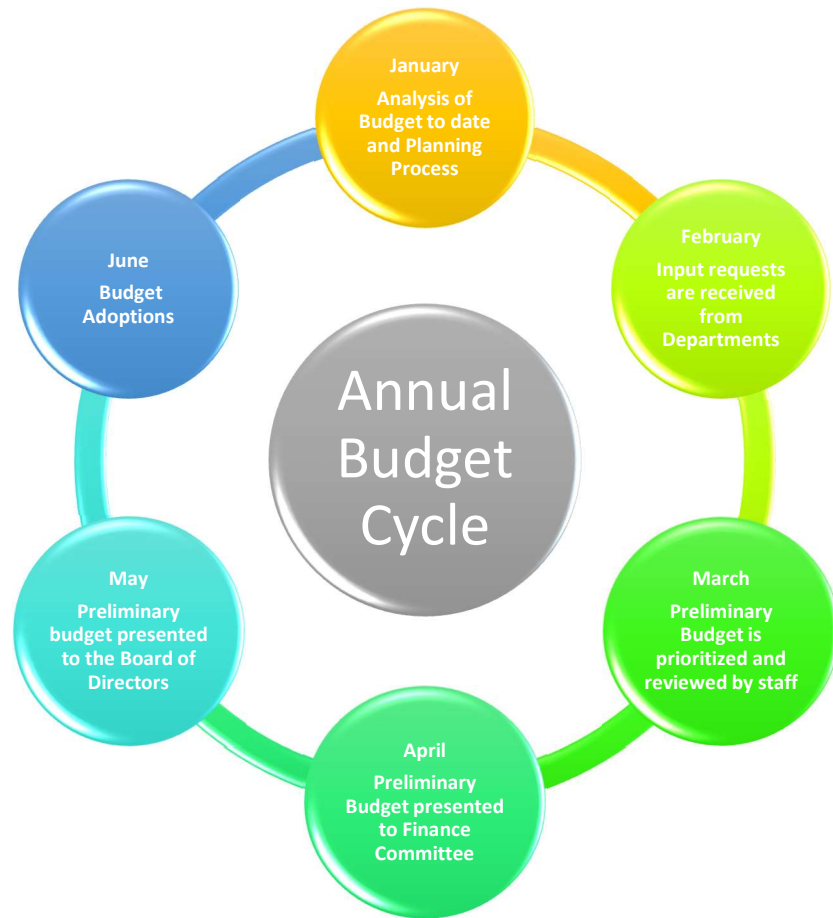 January
Analysis of
Budget to date
and Planning
Process
February
Input requests
are received
from
Departments
March
Preliminary
Budget is
prioritized and
reviewed by staff
April
Preliminary
Budget presented
to Finance
Committee
May
Preliminary
budget presented
to the Board of
Directors
June
Budget
Adoptions
Annual
Budget
Cycle